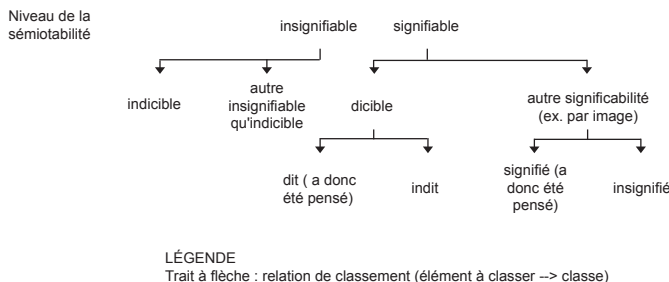 Niveau de la
sémiotabilité
insignifiable
signifiable
indicible
autre
insignifiable
qu'indicible
dicible
autre significabilité
(ex. par image)
dit ( a donc
été pensé)
indit
signifié (a
donc été
pensé)
insignifié
LÉGENDE
Trait à flèche : relation de classement (élément à classer --> classe)